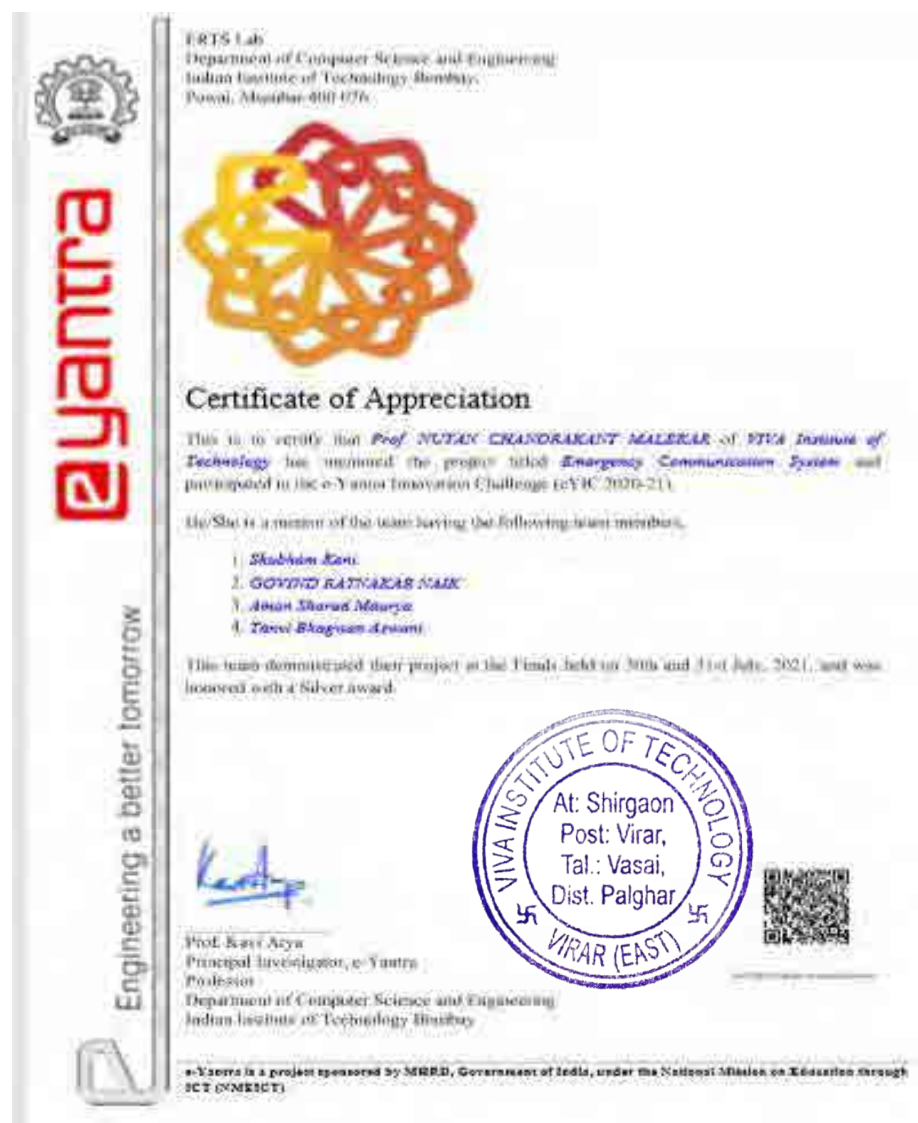 ERTS Lab
Department of Computer Science and Engineering
Indian Institute of Technology Bombay,
Powai, Mumbai-400 076
eyantra
Engineering a better tomorrow
Certificate of Appreciation
This is to certify that Prof NUTAN CHANDRAKANT MALEKAR of VIVA Institute of
Technology has mentored the project titled Emergency Communication System and
participated in the e-Yantra Innovation Challenge (eYIC 2020-21).
He/She is a mentor of the team having the following team members,
1. Shubham
2. GOVIND RATNAKAR NAIK
3. Aman Sharad Maurya
4. Tanvi Bhagwan
This team demonstrated their project at the Finals held on 30th and 31st July, 2021, and was
honored with a Silver Award.
VIVA INSTITUTE OF TECHNOLOGY
At: Shirgaon
Post: Virar,
Tal.: Vasai,
Dist. Palghar
VIRAR (EAST)
Prof. Kavi Arya
Principal Investigator, e-Yantra
Professor
Department of Computer Science and Engineering
Indian Institute of Technology Bombay
e-Yantra is a project sponsored by MHRD, Government of India, under the National Mission on Education through
ICT (NMEICT)